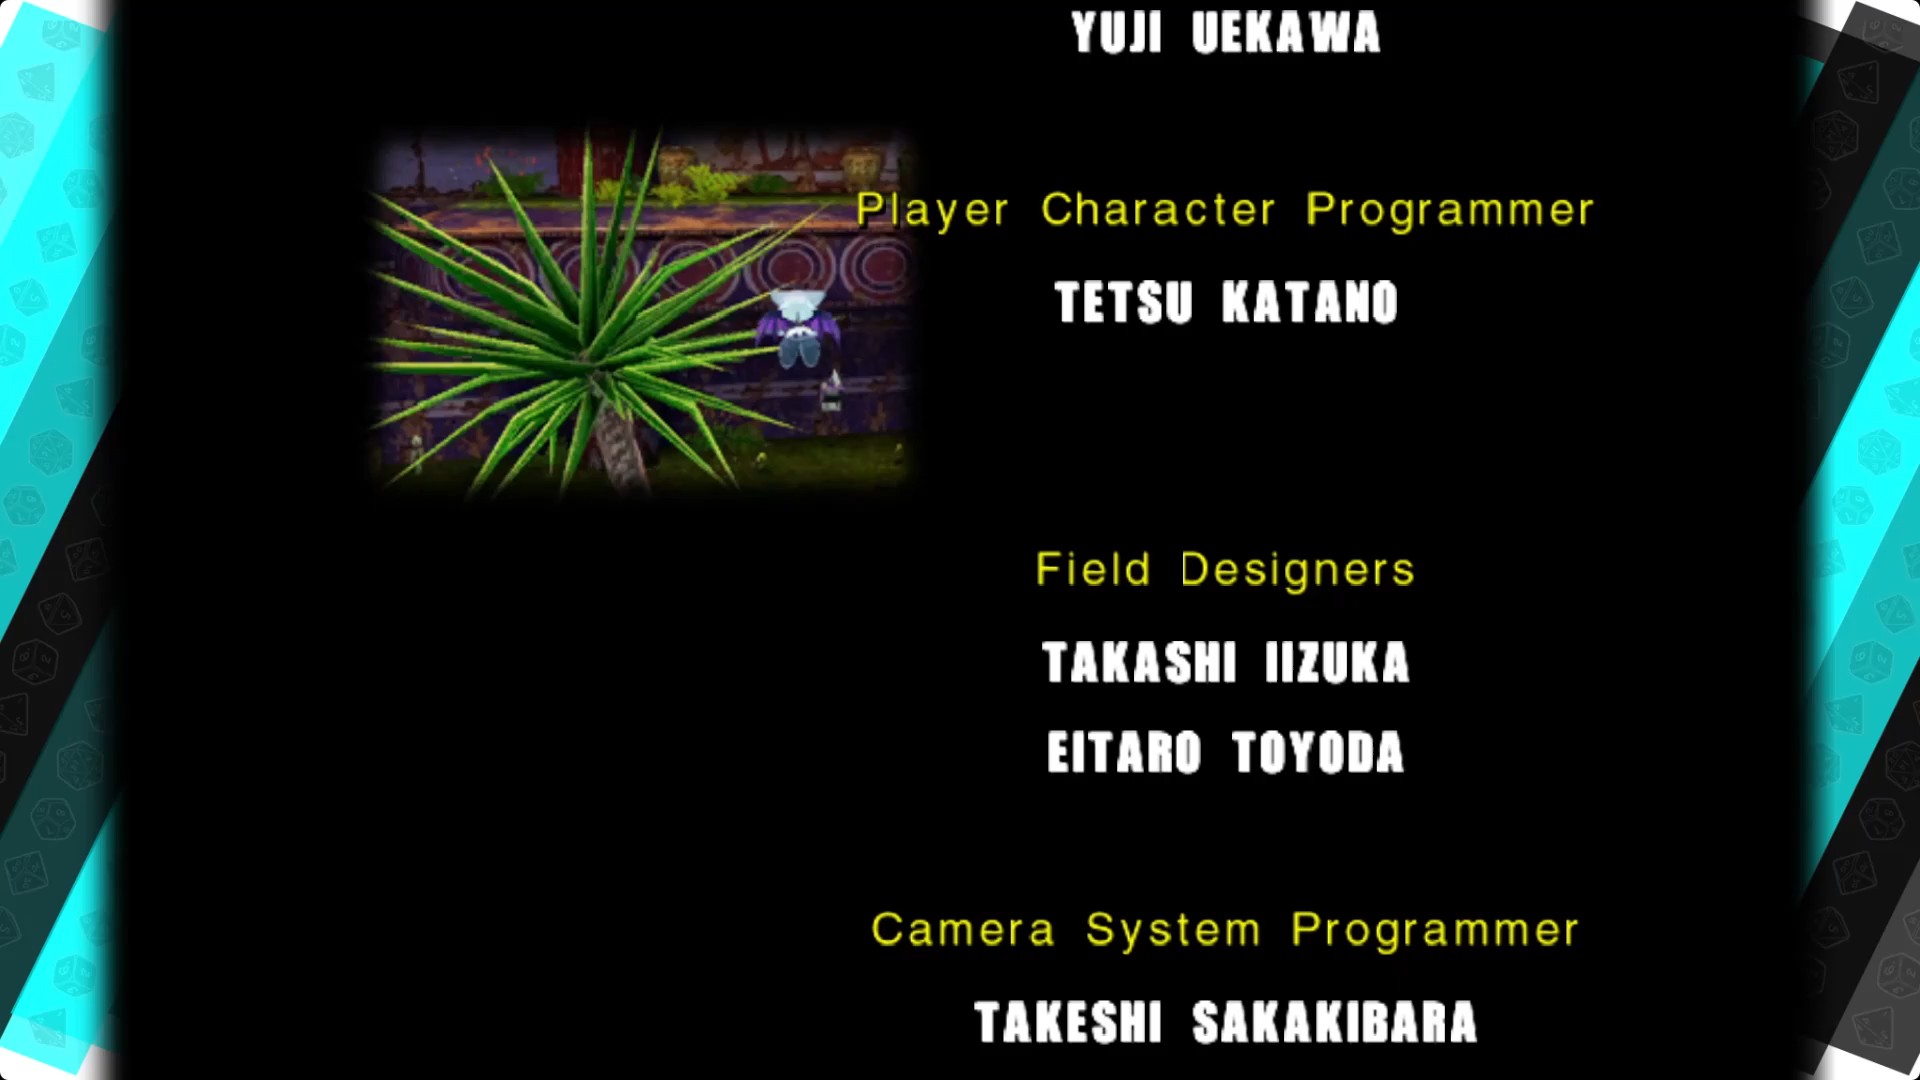 YUJI UEKAWA
Player Character Programmer
TETSU KATANO
Field Designers
TAKASHI IIZUKA
EITARO TOYODA
Camera System Programmer
TAKESHI SAKAKIBARA